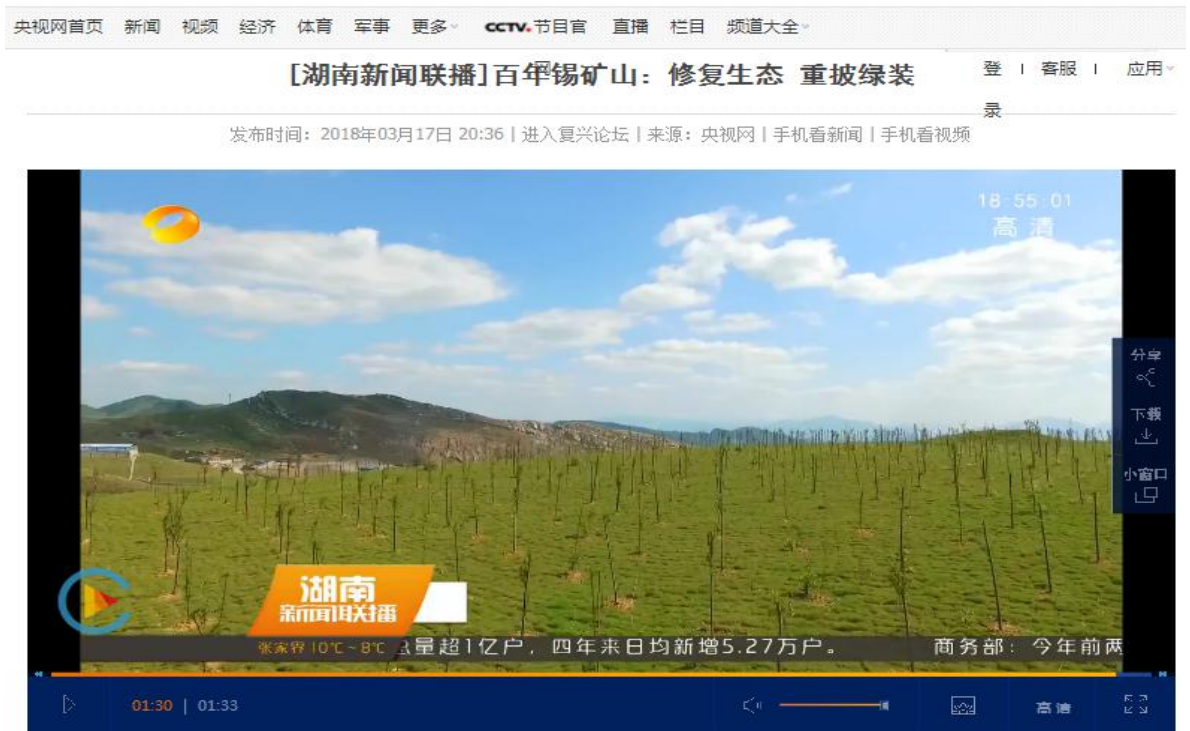 央视网首页 新闻 视频 经济 体育 军事 更多 CCTV.节目官网 直播 栏目 频道大全
登录 | 客服 | 应用
[湖南新闻联播]百年锡矿山：修复生态 重披绿装
发布时间：2018年03月17日 20:36 | 进入复兴论坛 | 来源：央视网 | 手机看新闻 | 手机看视频
18:55:01
高清
分享
下载
小窗口
湖南
新闻联播
张家界 10℃~8℃ 总量超1亿户，四年来日均新增5.27万户。 商务部：今年前两
01:30 | 01:33
高清